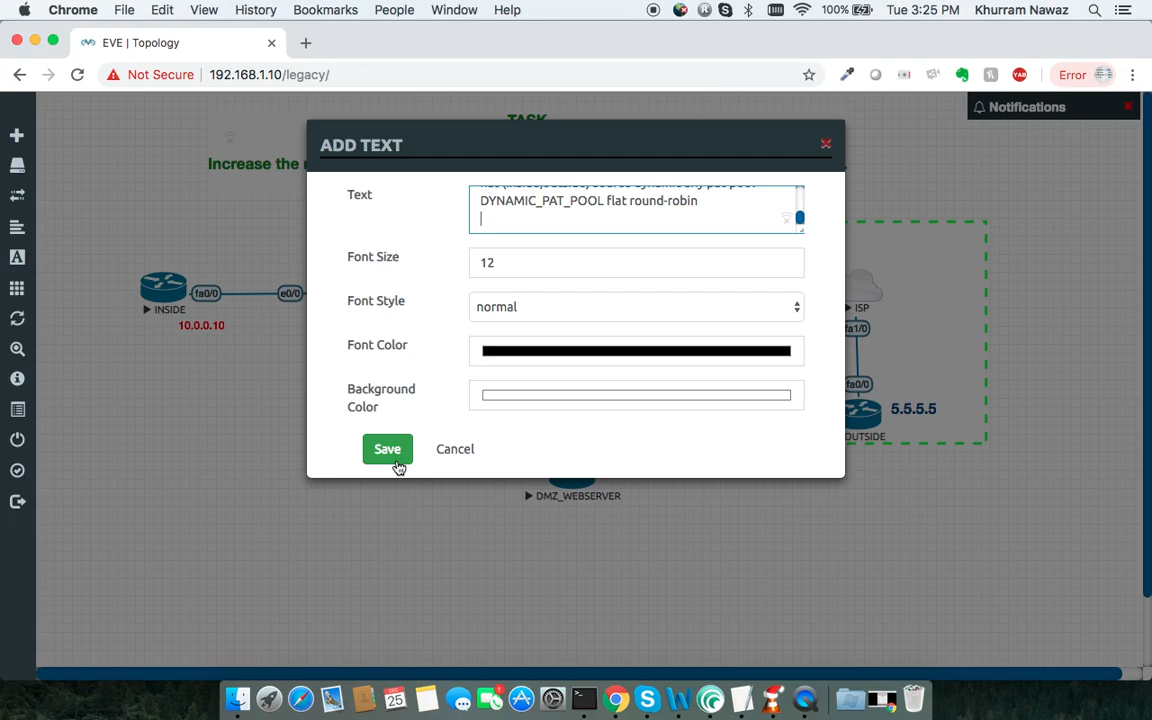 Chrome File Edit View History Bookmarks People Window Help 100% Tue 3:25 PM Khurram Nawaz
EVE | Topology
Not Secure 192.168.1.10/legacy/ Error
Notifications
TASK
Increase the
ADD TEXT
Text
DYNAMIC_PAT_POOL flat round-robin
Font Size
12
Font Style
normal
Font Color
Background
Color
Save
Cancel
INSIDE
fa0/0
e0/0
10.0.0.10
ISP
fa1/0
fa0/0
5.5.5.5
OUTSIDE
DMZ_WEBSERVER